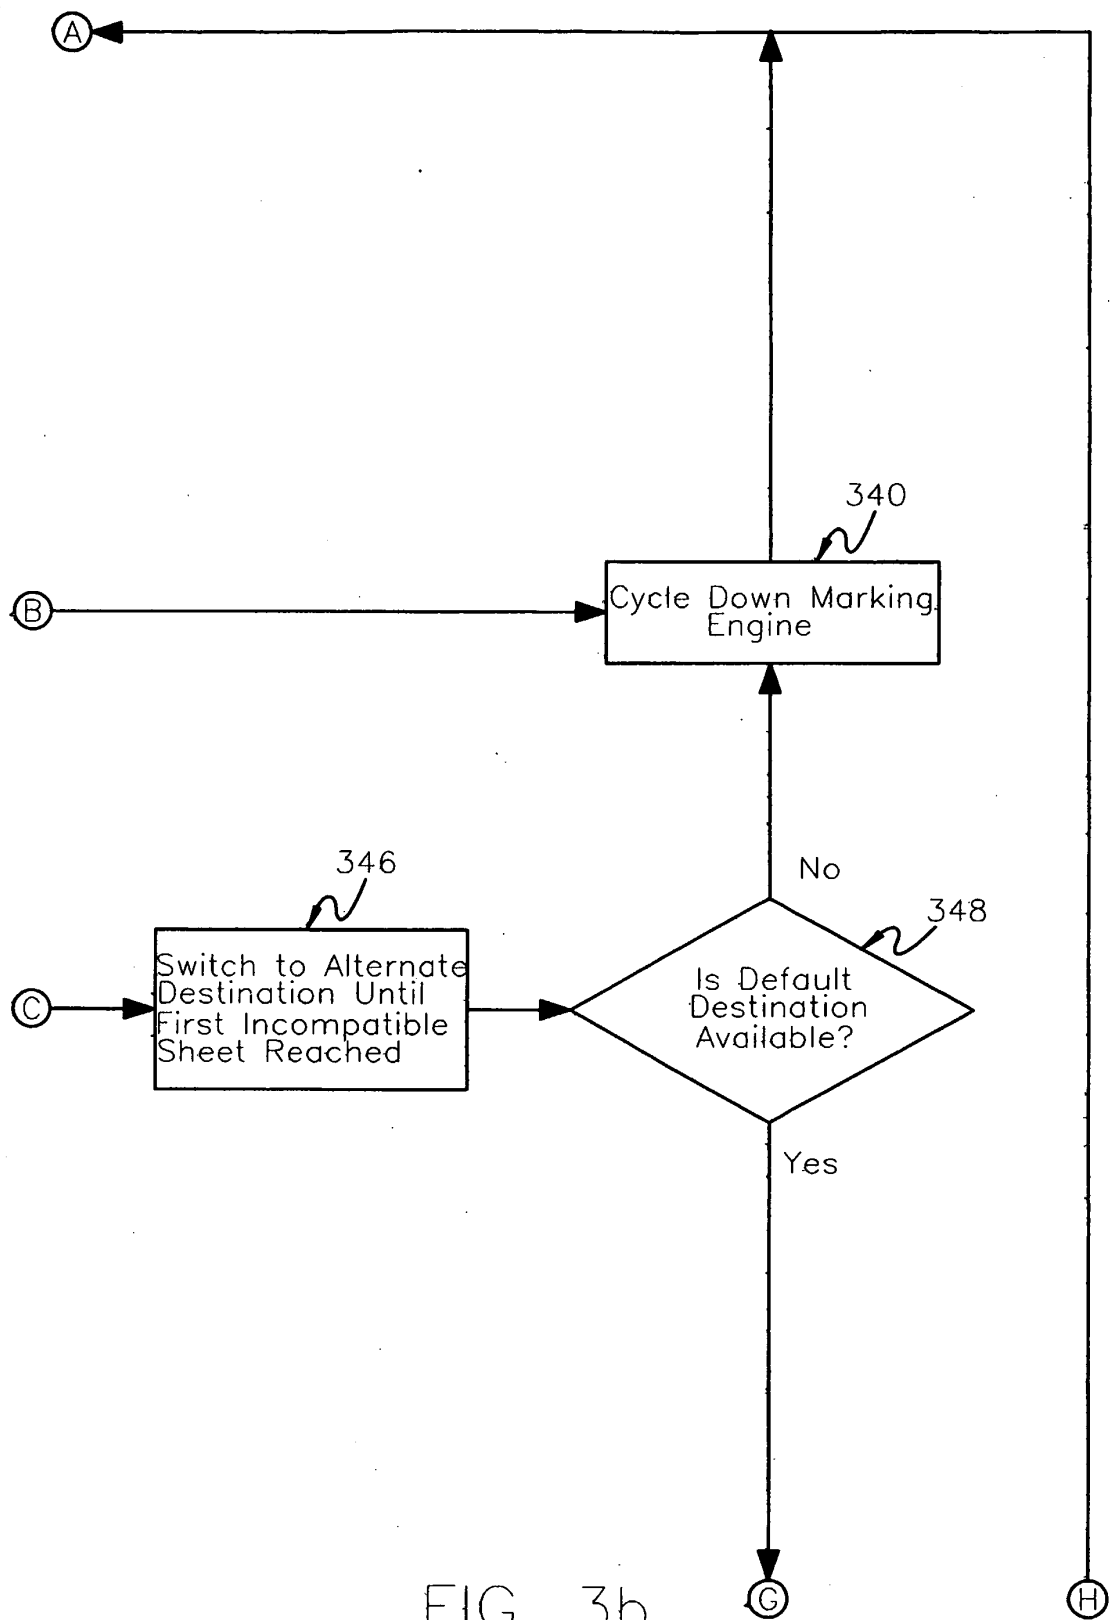 A
340
B
Cycle Down Marking
Engine
346
No
348
C
Switch to Alternate
Destination Until
First Incompatible
Sheet Reached
Is Default
Destination
Available?
Yes
FIG. 3b
G
H